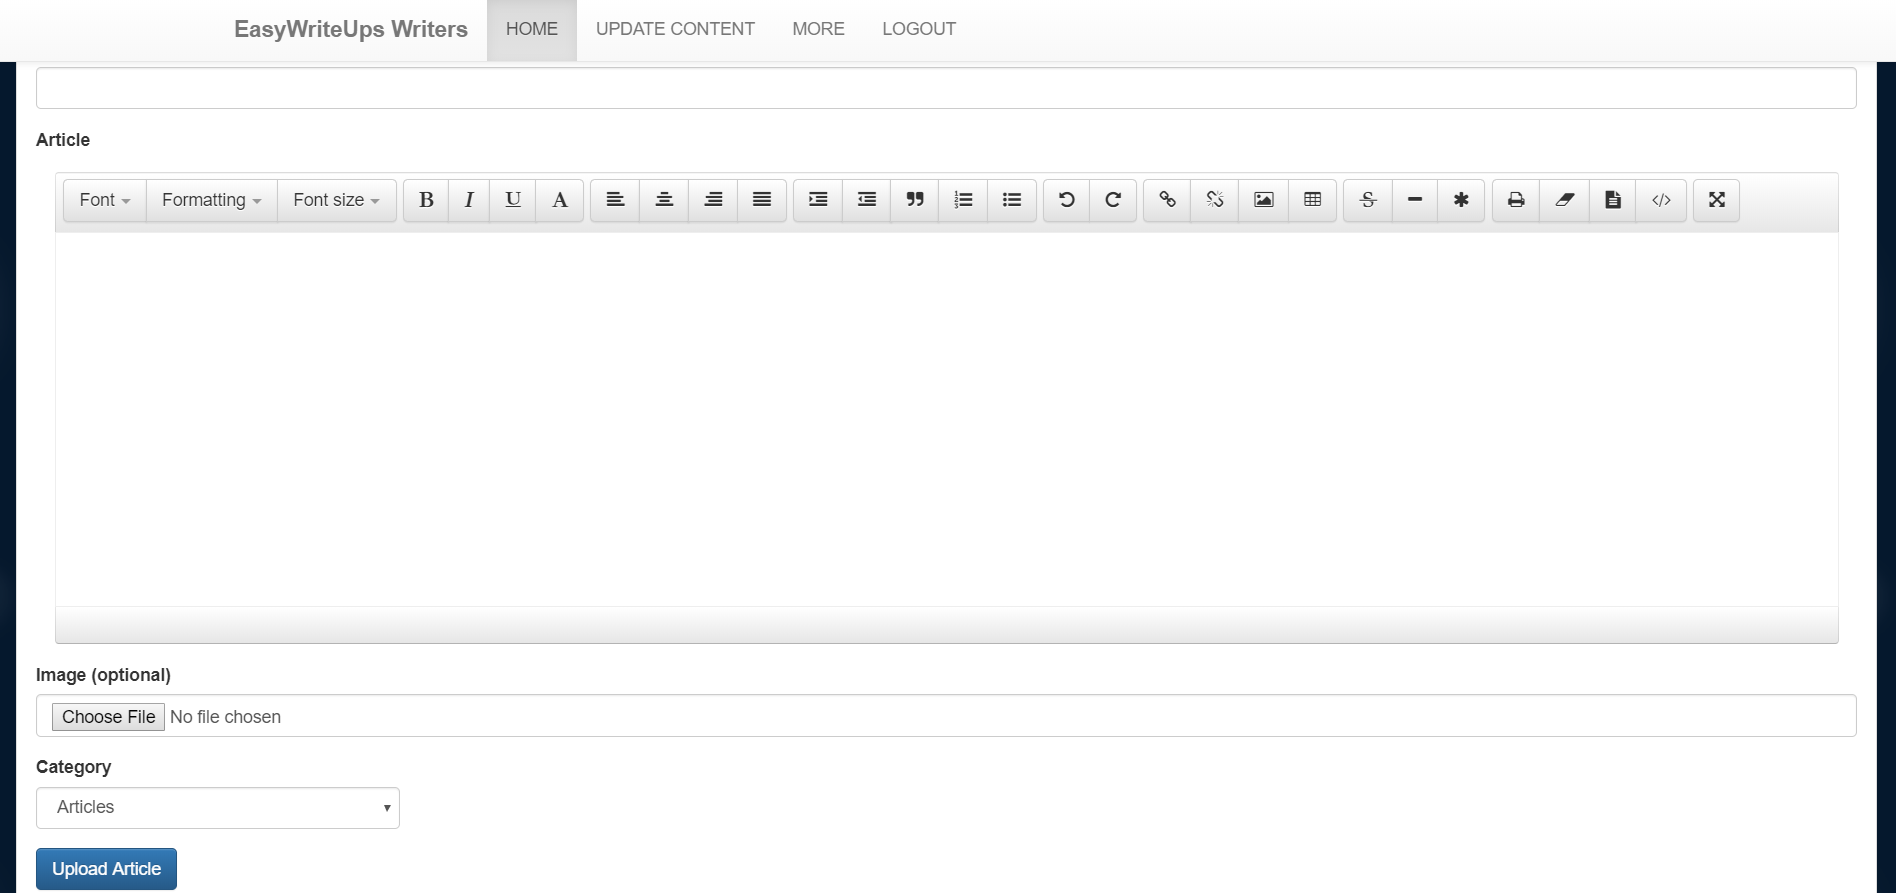 EasyWriteUps Writers HOME UPDATE CONTENT MORE LOGOUT
Article
Font Formatting Font size B I U A S </>
Image (optional)
Choose File No file chosen
Category
Articles
Upload Article